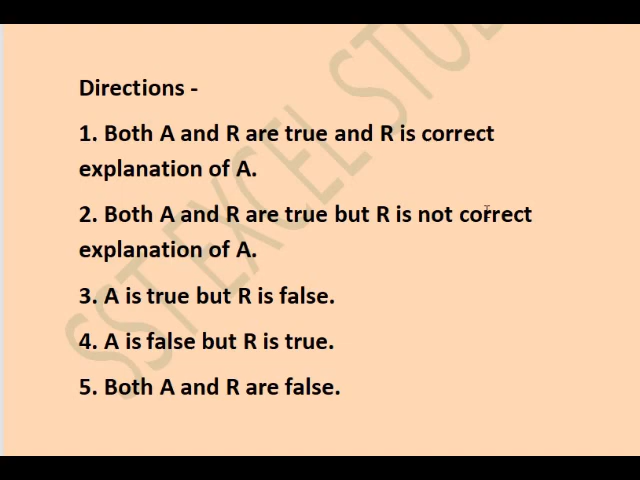 Directions -
1. Both A and R are true and R is correct
explanation of A.
2. Both A and R are true but R is not correct
explanation of A.
3. A is true but R is false.
4. A is false but R is true.
5. Both A and R are false.
SST EXCEL